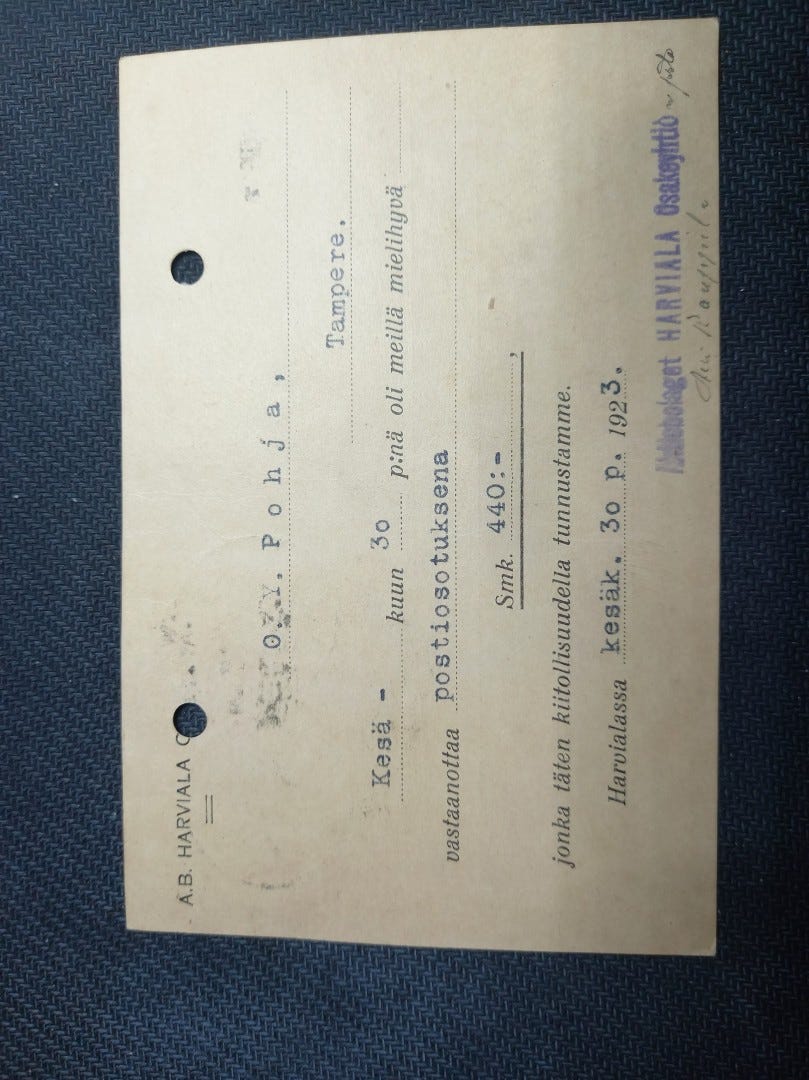 A.B. HARVIALA O
O.Y. Pohja,
Tampere.
Kesä - kuun 30 p:nä oli meillä mielihyvä
vastaanottaa postiosotuksena
Smk. 440:- ,
jonka täten kiitollisuudella tunnustamme.
Harvialassa kesäk. 30 p. 1923.
Aktiebolaget HARVIALA Osakeyhtiö